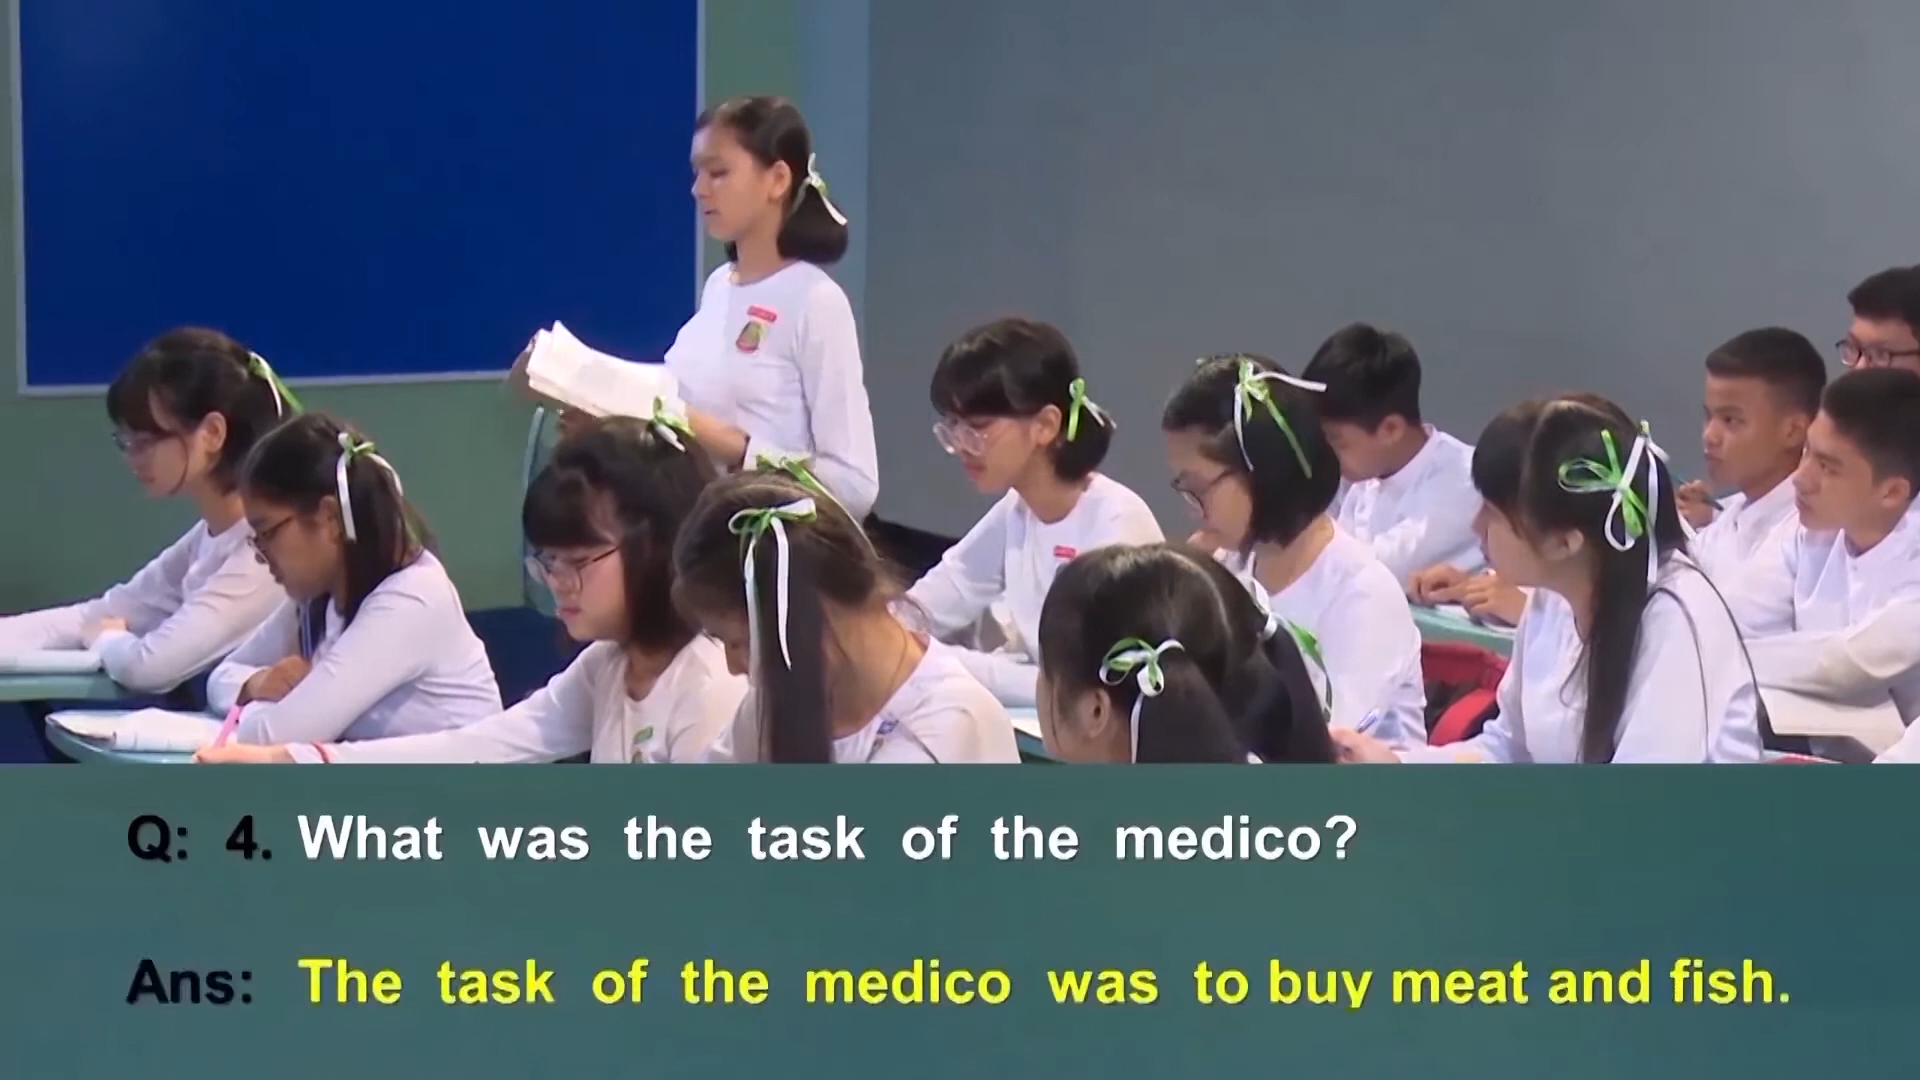 Q: 4. What was the task of the medico?
Ans: The task of the medico was to buy meat and fish.